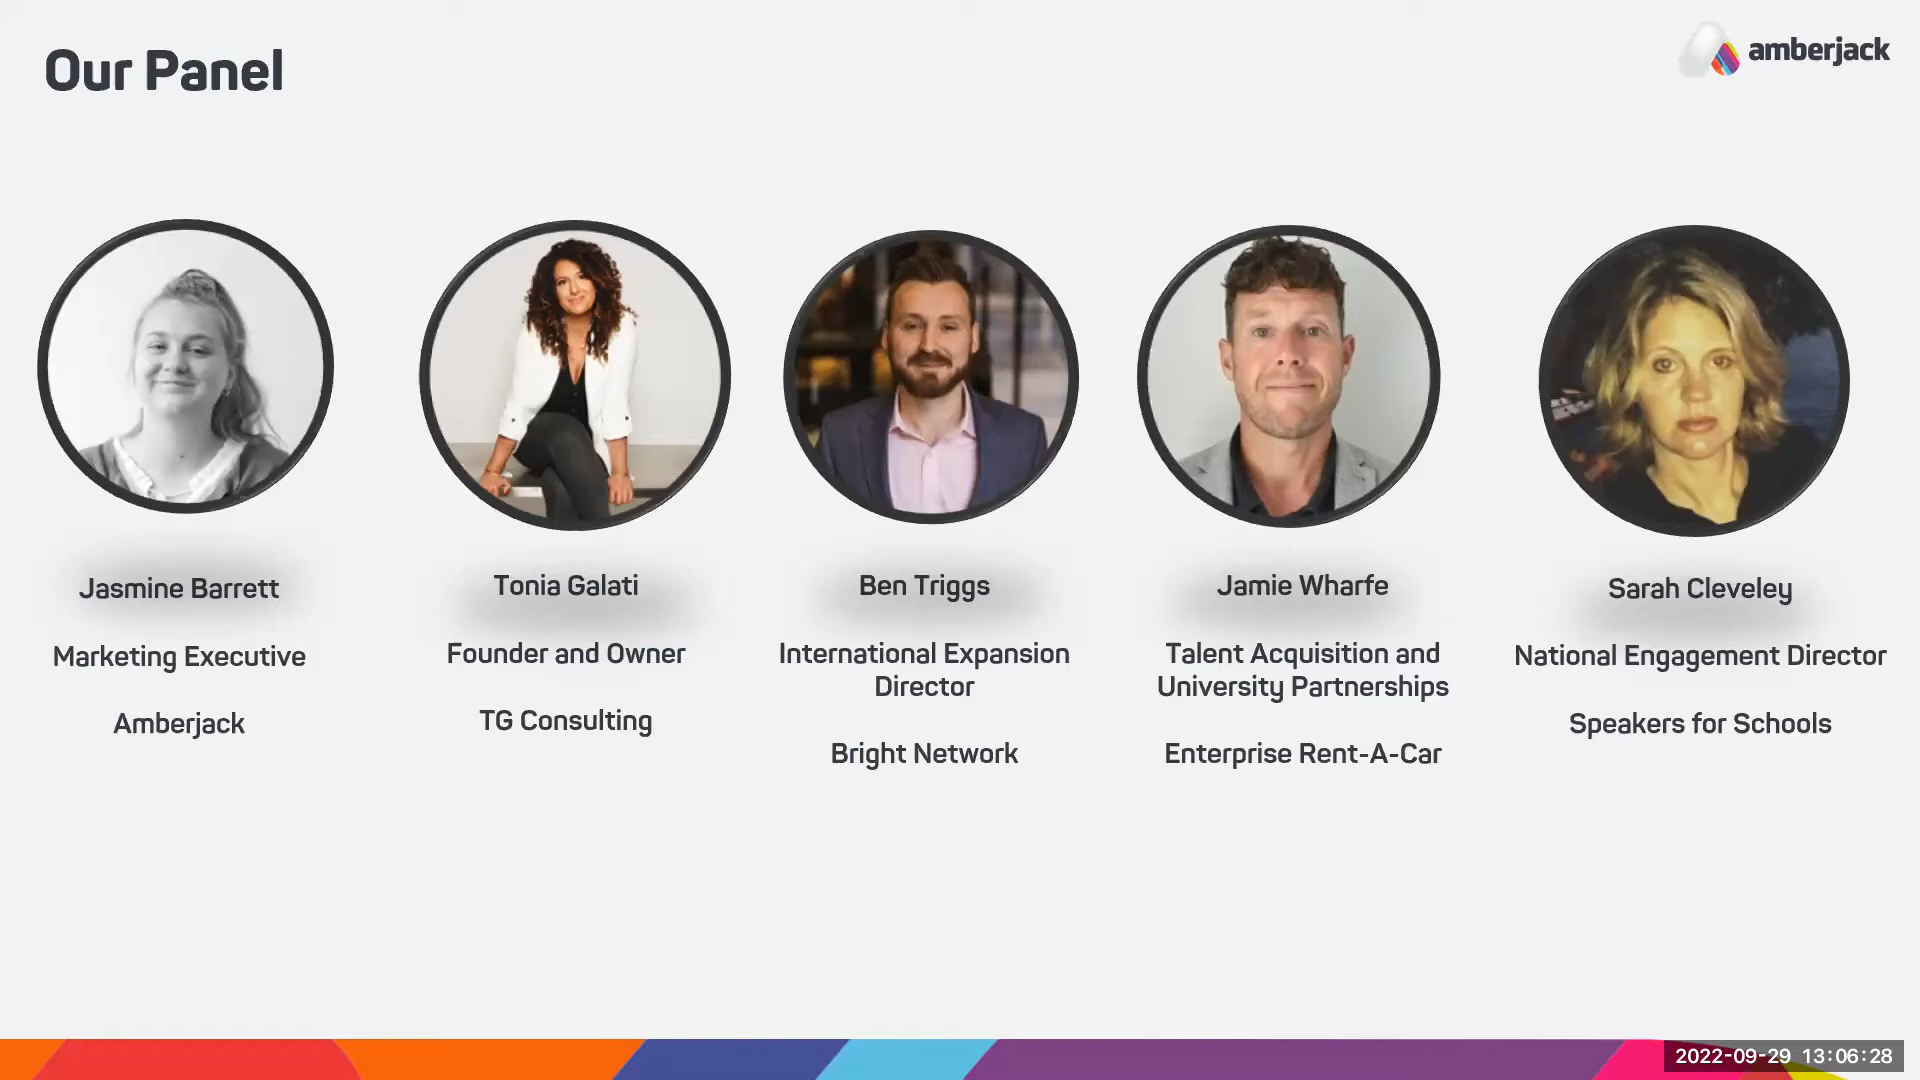 Our Panel
amberjack
Jasmine Barrett
Marketing Executive
Amberjack
Tonia Galati
Founder and Owner
TG Consulting
Ben Triggs
International Expansion
Director
Bright Network
Jamie Wharfe
Talent Acquisition and
University Partnerships
Enterprise Rent-A-Car
Sarah Cleveley
National Engagement Director
Speakers for Schools
2022-09-29 13:06:28